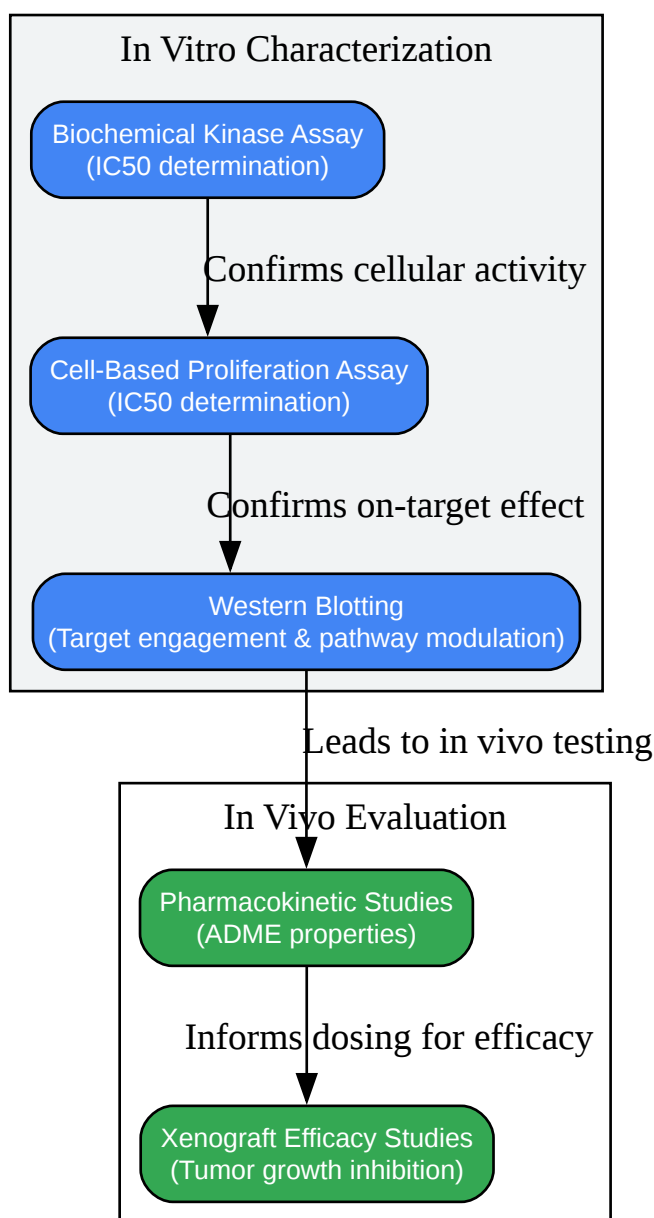 In Vitro Characterization
Biochemical Kinase Assay
(IC50 determination)
Confirms cellular activity
Cell-Based Proliferation Assay
(IC50 determination)
Confirms on-target effect
Western Blotting
(Target engagement & pathway modulation)
Leads to in vivo testing
In Vivo Evaluation
Pharmacokinetic Studies
(ADME properties)
Informs dosing for efficacy
Xenograft Efficacy Studies
(Tumor growth inhibition)